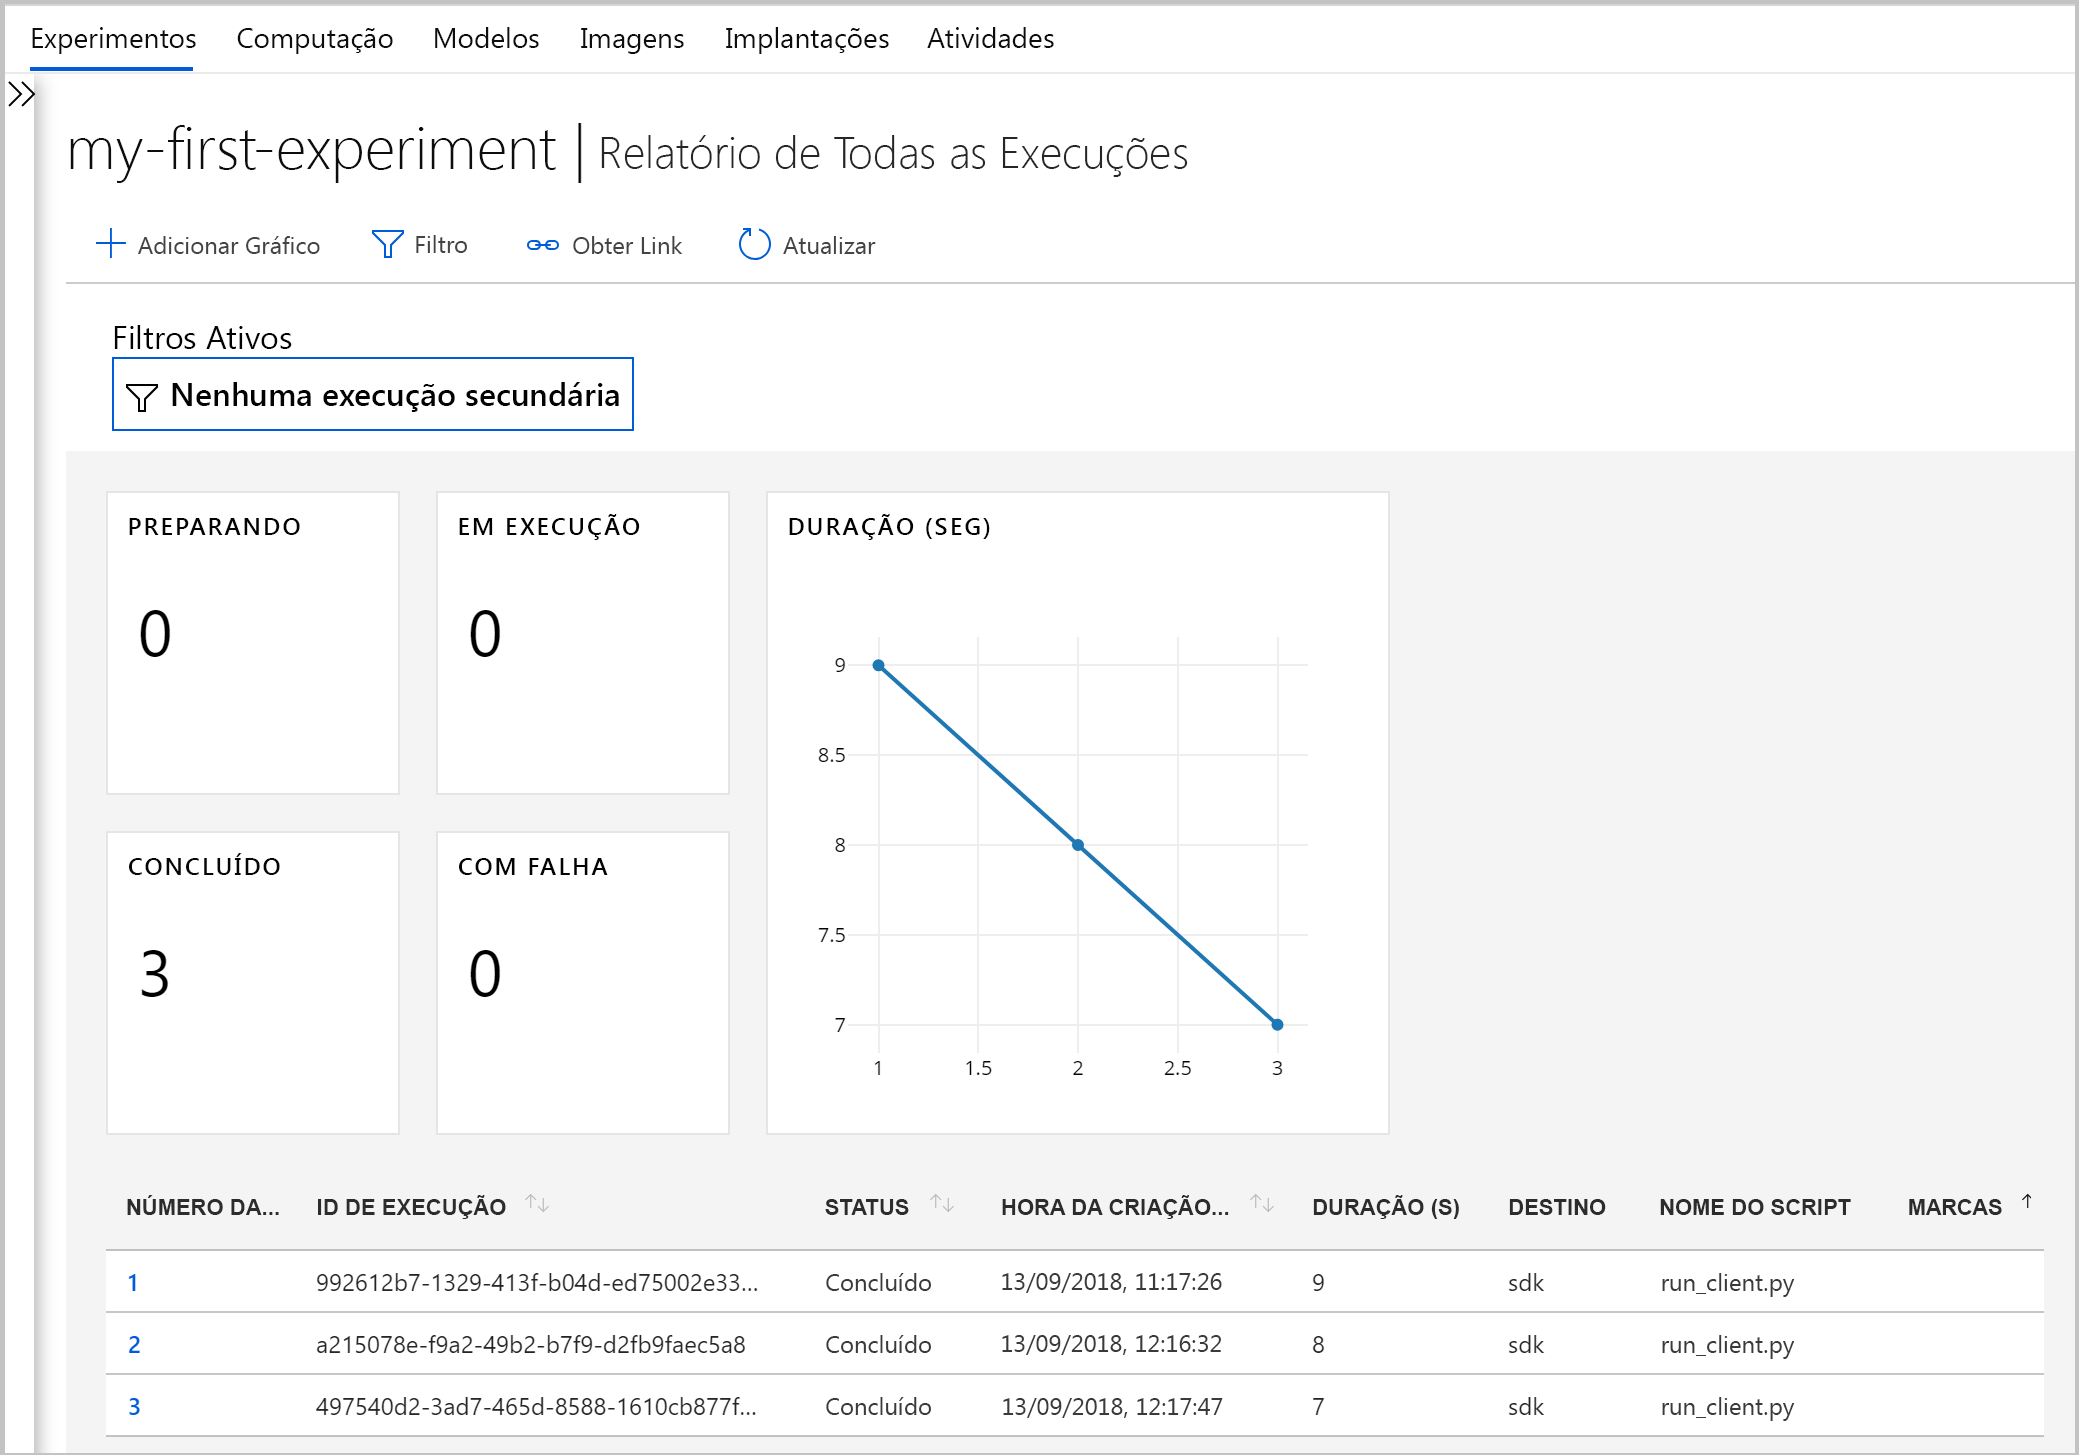 Experimentos Computação Modelos Imagens Implantações Atividades
my-first-experiment | Relatório de Todas as Execuções
Adicionar Gráfico Filtro Obter Link Atualizar
Filtros Ativos
Nenhuma execução secundária
PREPARANDO
0
EM EXECUÇÃO
0
CONCLUÍDO
3
COM FALHA
0
DURAÇÃO (SEG)
9
8.5
8
7.5
7
1 1.5 2 2.5 3
NÚMERO DA... ID DE EXECUÇÃO STATUS HORA DA CRIAÇÃO... DURAÇÃO (S) DESTINO NOME DO SCRIPT MARCAS
1 992612b7-1329-413f-b04d-ed75002e33... Concluído 13/09/2018, 11:17:26 9 sdk run_client.py
2 a215078e-f9a2-49b2-b7f9-d2fb9faec5a8 Concluído 13/09/2018, 12:16:32 8 sdk run_client.py
3 497540d2-3ad7-465d-8588-1610cb877f... Concluído 13/09/2018, 12:17:47 7 sdk run_client.py